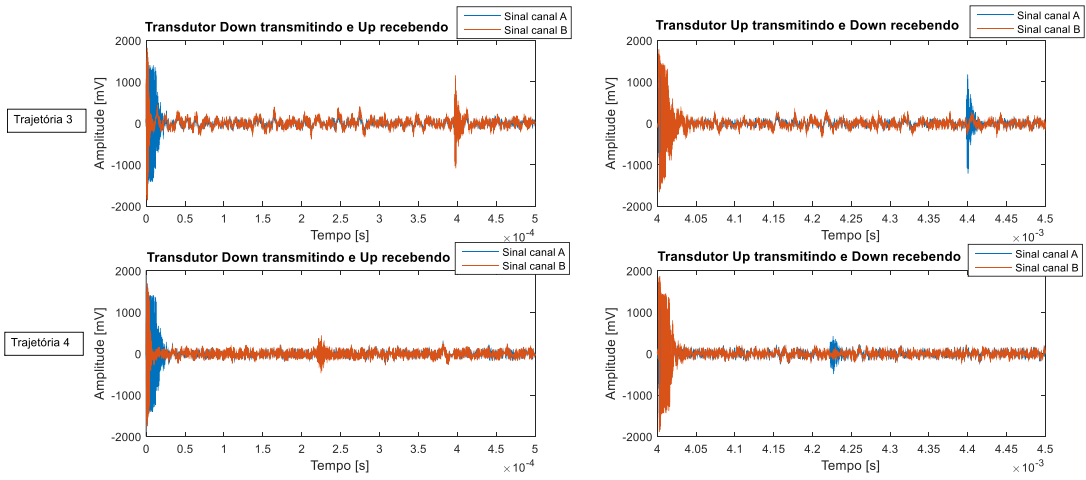 Transdutor Down transmitindo e Up recebendo
Sinal canal A
Sinal canal B
Transdutor Up transmitindo e Down recebendo
Sinal canal A
Sinal canal B
Trajetória 3
Amplitude [mV]
2000
1000
0
-1000
-2000
0 0.5 1 1.5 2 2.5 3 3.5 4 4.5 5
Tempo [s]
×10-4
Amplitude [mV]
2000
1000
0
-1000
-2000
4 4.05 4.1 4.15 4.2 4.25 4.3 4.35 4.4 4.45 4.5
Tempo [s]
×10-3
Transdutor Down transmitindo e Up recebendo
Sinal canal A
Sinal canal B
Transdutor Up transmitindo e Down recebendo
Sinal canal A
Sinal canal B
Trajetória 4
Amplitude [mV]
2000
1000
0
-1000
-2000
0 0.5 1 1.5 2 2.5 3 3.5 4 4.5 5
Tempo [s]
×10-4
Amplitude [mV]
2000
1000
0
-1000
-2000
4 4.05 4.1 4.15 4.2 4.25 4.3 4.35 4.4 4.45 4.5
Tempo [s]
×10-3